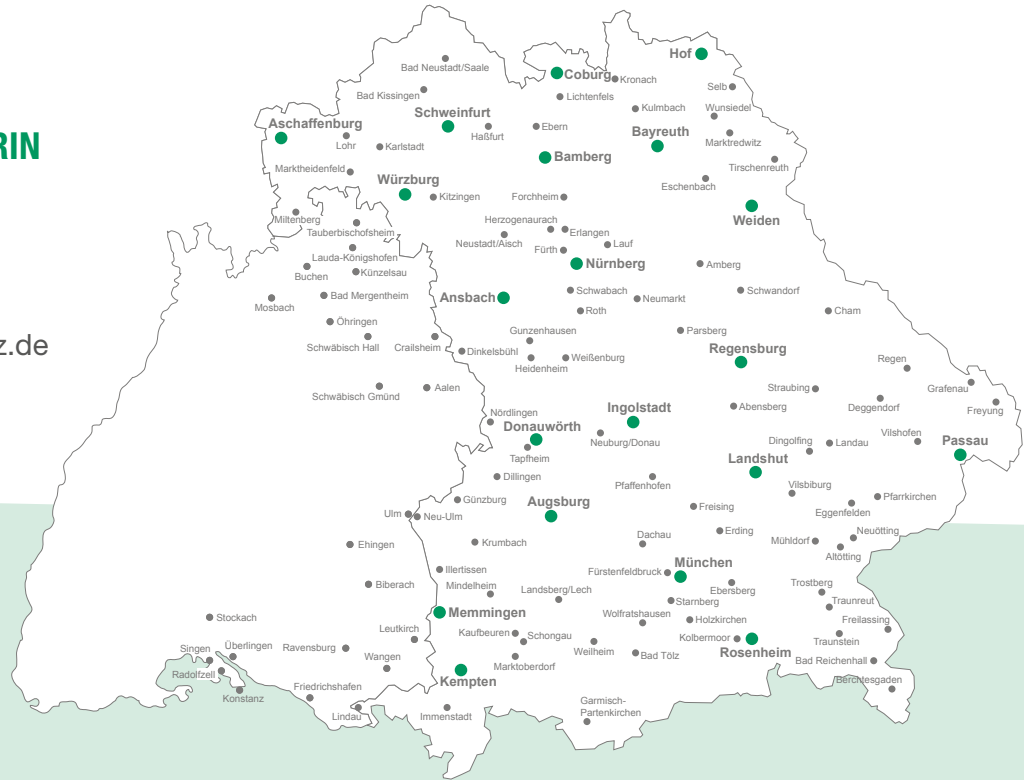 Hof
Bad Neustadt/Saale
Coburg
Kronach
Selb
Bad Kissingen
Lichtenfels
Kulmbach
Wunsiedel
Schweinfurt
Aschaffenburg
Haßfurt
Ebern
Bayreuth
Marktredwitz
RIN
Lohr
Karlstadt
Bamberg
Tirschenreuth
Marktheidenfeld
Würzburg
Kitzingen
Forchheim
Eschenbach
Weiden
Miltenberg
Tauberbischofsheim
Herzogenaurach
Erlangen
Neustadt/Aisch
Fürth
Lauf
Lauda-Königshofen
Buchen
Künzelsau
Nürnberg
Amberg
Mosbach
Bad Mergentheim
Ansbach
Schwabach
Neumarkt
Schwandorf
Roth
Cham
Öhringen
Gunzenhausen
Parsberg
z.de
Schwäbisch Hall
Crailsheim
Dinkelsbühl
Heidenheim
Weißenburg
Regensburg
Regen
Schwäbisch Gmünd
Aalen
Straubing
Grafenau
Deggendorf
Freyung
Nördlingen
Ingolstadt
Abensberg
Donauwörth
Neuburg/Donau
Dingolfing
Landau
Vilshofen
Passau
Tapfheim
Landshut
Dillingen
Pfaffenhofen
Vilsbiburg
Pfarrkirchen
Günzburg
Augsburg
Freising
Eggenfelden
Ulm
Neu-Ulm
Ehingen
Krumbach
Dachau
Erding
Mühldorf
Neuötting
Altötting
Illertissen
München
Fürstenfeldbruck
Biberach
Mindelheim
Landsberg/Lech
Ebersberg
Trostberg
Starnberg
Traunreut
Memmingen
Wolfratshausen
Holzkirchen
Freilassing
Stockach
Leutkirch
Kaufbeuren
Schongau
Kolbermoor
Rosenheim
Traunstein
Singen
Überlingen
Ravensburg
Wangen
Marktoberdorf
Weilheim
Bad Tölz
Bad Reichenhall
Radolfzell
Kempten
Berchtesgaden
Konstanz
Friedrichshafen
Lindau
Immenstadt
Garmisch-
Partenkirchen